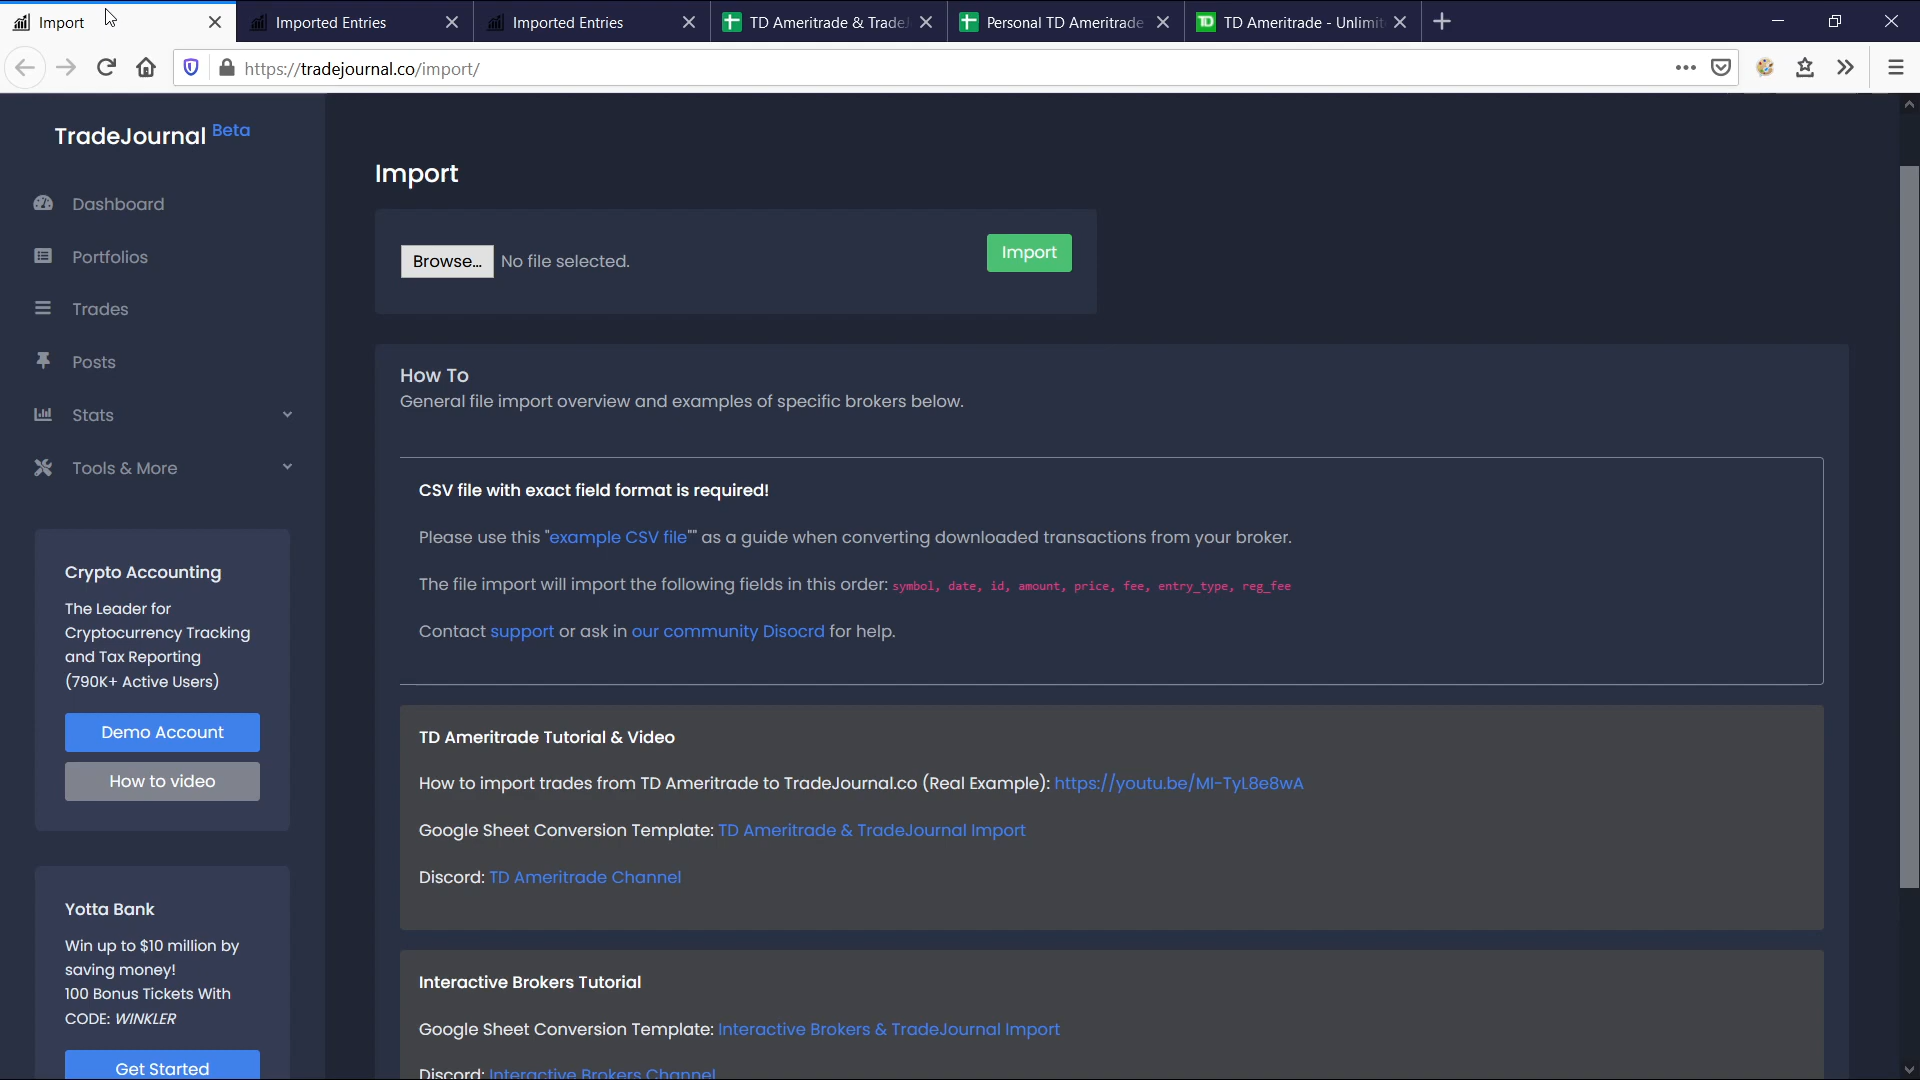 Import
Imported Entries
Imported Entries
TD Ameritrade & Trade
Personal TD Ameritrade
TD Ameritrade - Unlimit
https://tradejournal.co/import/
TradeJournal Beta
Dashboard
Portfolios
Trades
Posts
Stats
Tools & More
Crypto Accounting
The Leader for
Cryptocurrency Tracking
and Tax Reporting
(790K+ Active Users)
Demo Account
How to video
Yotta Bank
Win up to $10 million by
saving money!
100 Bonus Tickets With
CODE: WINKLER
Get Started
Import
Browse... No file selected.
Import
How To
General file import overview and examples of specific brokers below.
CSV file with exact field format is required!
Please use this "example CSV file"" as a guide when converting downloaded transactions from your broker.
The file import will import the following fields in this order: symbol, date, id, amount, price, fee, entry_type, reg_fee
Contact support or ask in our community Disocrd for help.
TD Ameritrade Tutorial & Video
How to import trades from TD Ameritrade to TradeJournal.co (Real Example): https://youtu.be/MI-TyL8e8wA
Google Sheet Conversion Template: TD Ameritrade & TradeJournal Import
Discord: TD Ameritrade Channel
Interactive Brokers Tutorial
Google Sheet Conversion Template: Interactive Brokers & TradeJournal Import
Discord: Interactive Brokers Channel